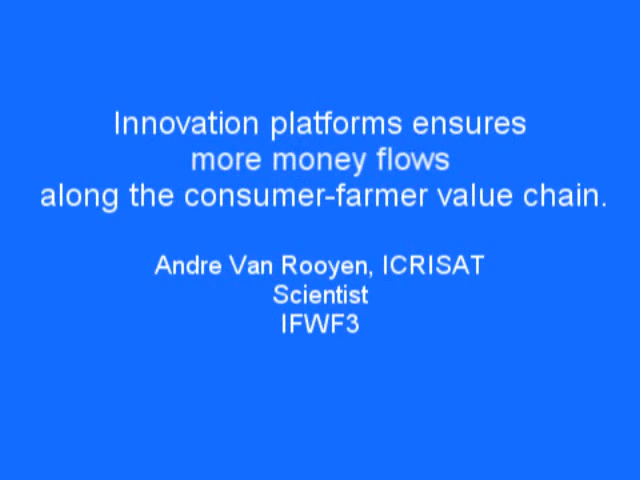 Innovation platforms ensures
more money flows
along the consumer-farmer value chain.
Andre Van Rooyen, ICRISAT
Scientist
IFWF3